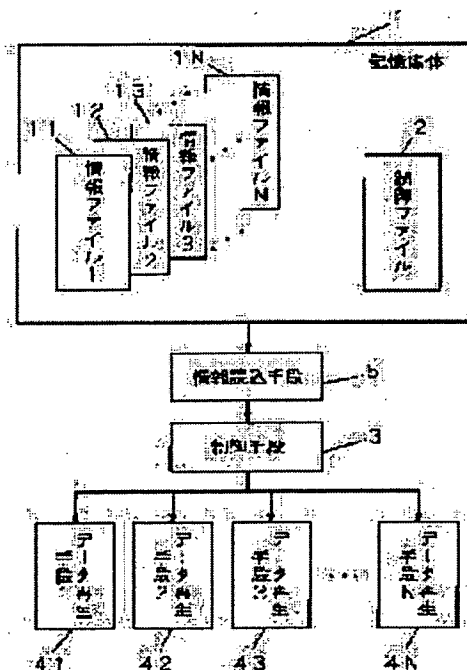 1
記憶媒体
1N
13
12
11
2
情報ファイル1
情報ファイル2
情報ファイル3
情報ファイルN
制御ファイル
情報読込手段
5
制御手段
3
データ再生
手段1
データ再生
手段2
データ再生
手段3
データ再生
手段N
41
42
43
4N